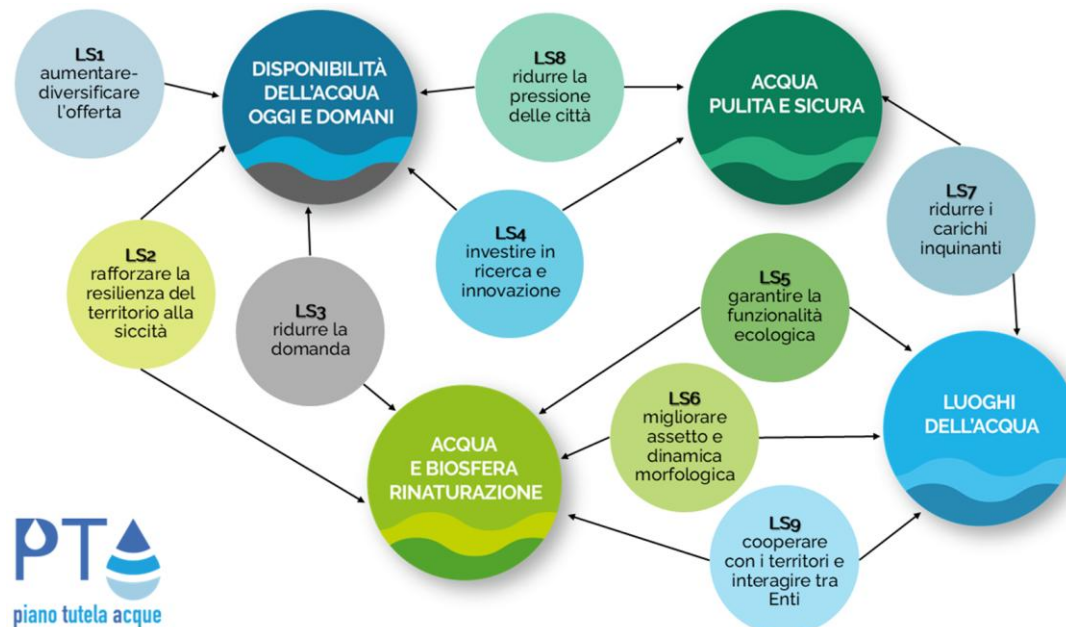 LS1
aumentare-
diversificare
l'offerta
DISPONIBILITÀ
DELL'ACQUA
OGGI E DOMANI
LS8
ridurre la
pressione
delle città
ACQUA
PULITA E SICURA
LS7
ridurre i
carichi
inquinanti
LS2
rafforzare la
resilienza del
territorio alla
siccità
LS3
ridurre la
domanda
LS4
investire in
ricerca e
innovazione
LS5
garantire la
funzionalità
ecologica
LS6
migliorare
assetto e
dinamica
morfologica
LUOGHI
DELL'ACQUA
ACQUA
E BIOSFERA
RINATURAZIONE
LS9
cooperare
con i territori e
interagire tra
Enti
PTA
piano tutela acque